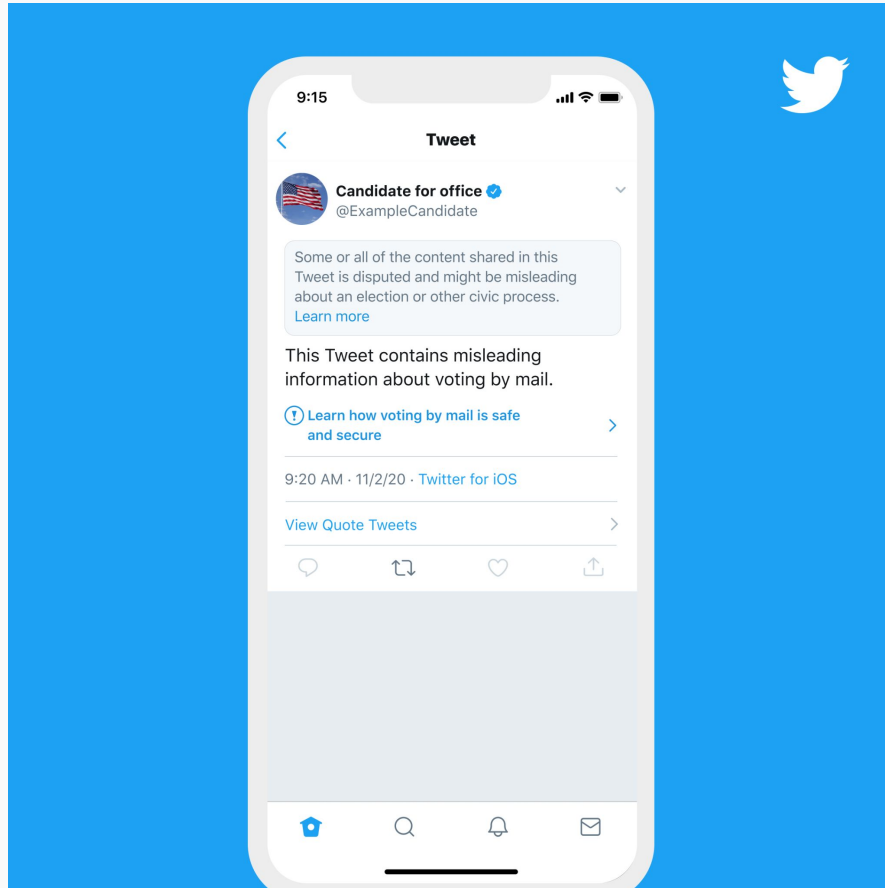 9:15
Tweet
Candidate for office
@ExampleCandidate
Some or all of the content shared in this
Tweet is disputed and might be misleading
about an election or other civic process.
Learn more
This Tweet contains misleading
information about voting by mail.
Learn how voting by mail is safe
and secure
9:20 AM · 11/2/20 · Twitter for iOS
View Quote Tweets